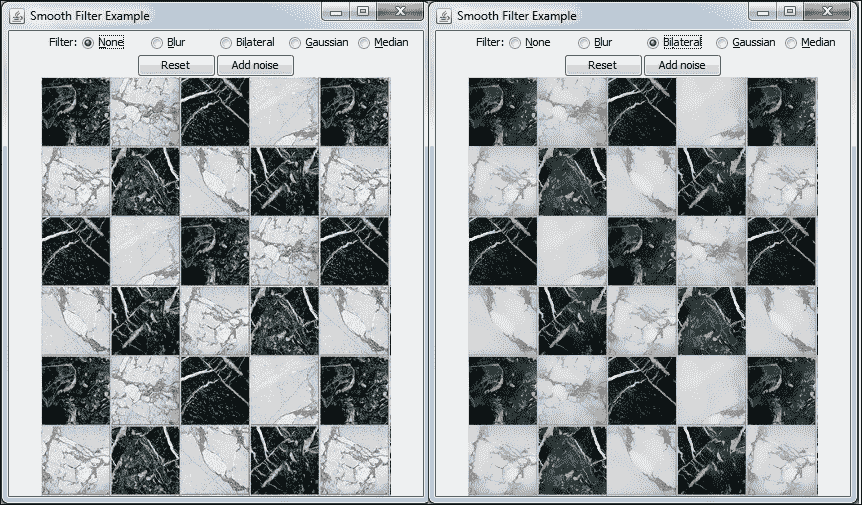 Smooth Filter Example
Filter: None Blur Bilateral Gaussian Median
Reset Add noise
Smooth Filter Example
Filter: None Blur Bilateral Gaussian Median
Reset Add noise